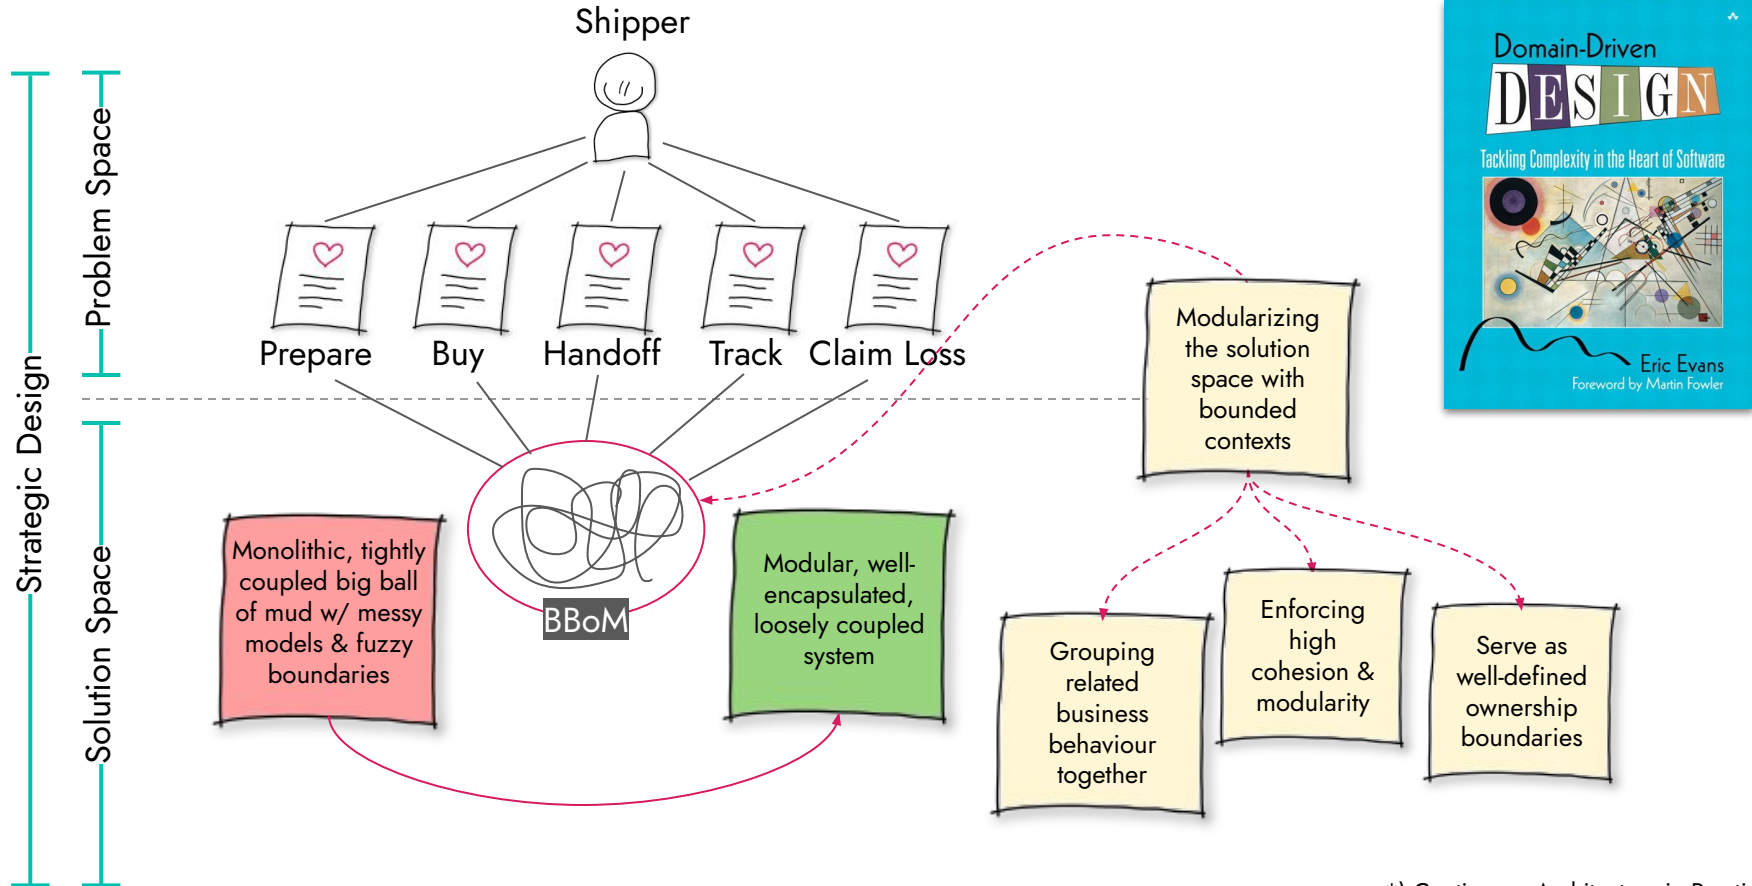 Shipper
Strategic Design
Problem Space
Solution Space
Prepare
Buy
Handoff
Track
Claim Loss
BBoM
Monolithic, tightly
coupled big ball
of mud w/ messy
models & fuzzy
boundaries
Modular, well-
encapsulated,
loosely coupled
system
Modularizing
the solution
space with
bounded
contexts
Grouping
related
business
behaviour
together
Enforcing
high
cohesion &
modularity
Serve as
well-defined
ownership
boundaries
Domain-Driven
DESIGN
Tackling Complexity in the Heart of Software
Eric Evans
Foreword by Martin Fowler